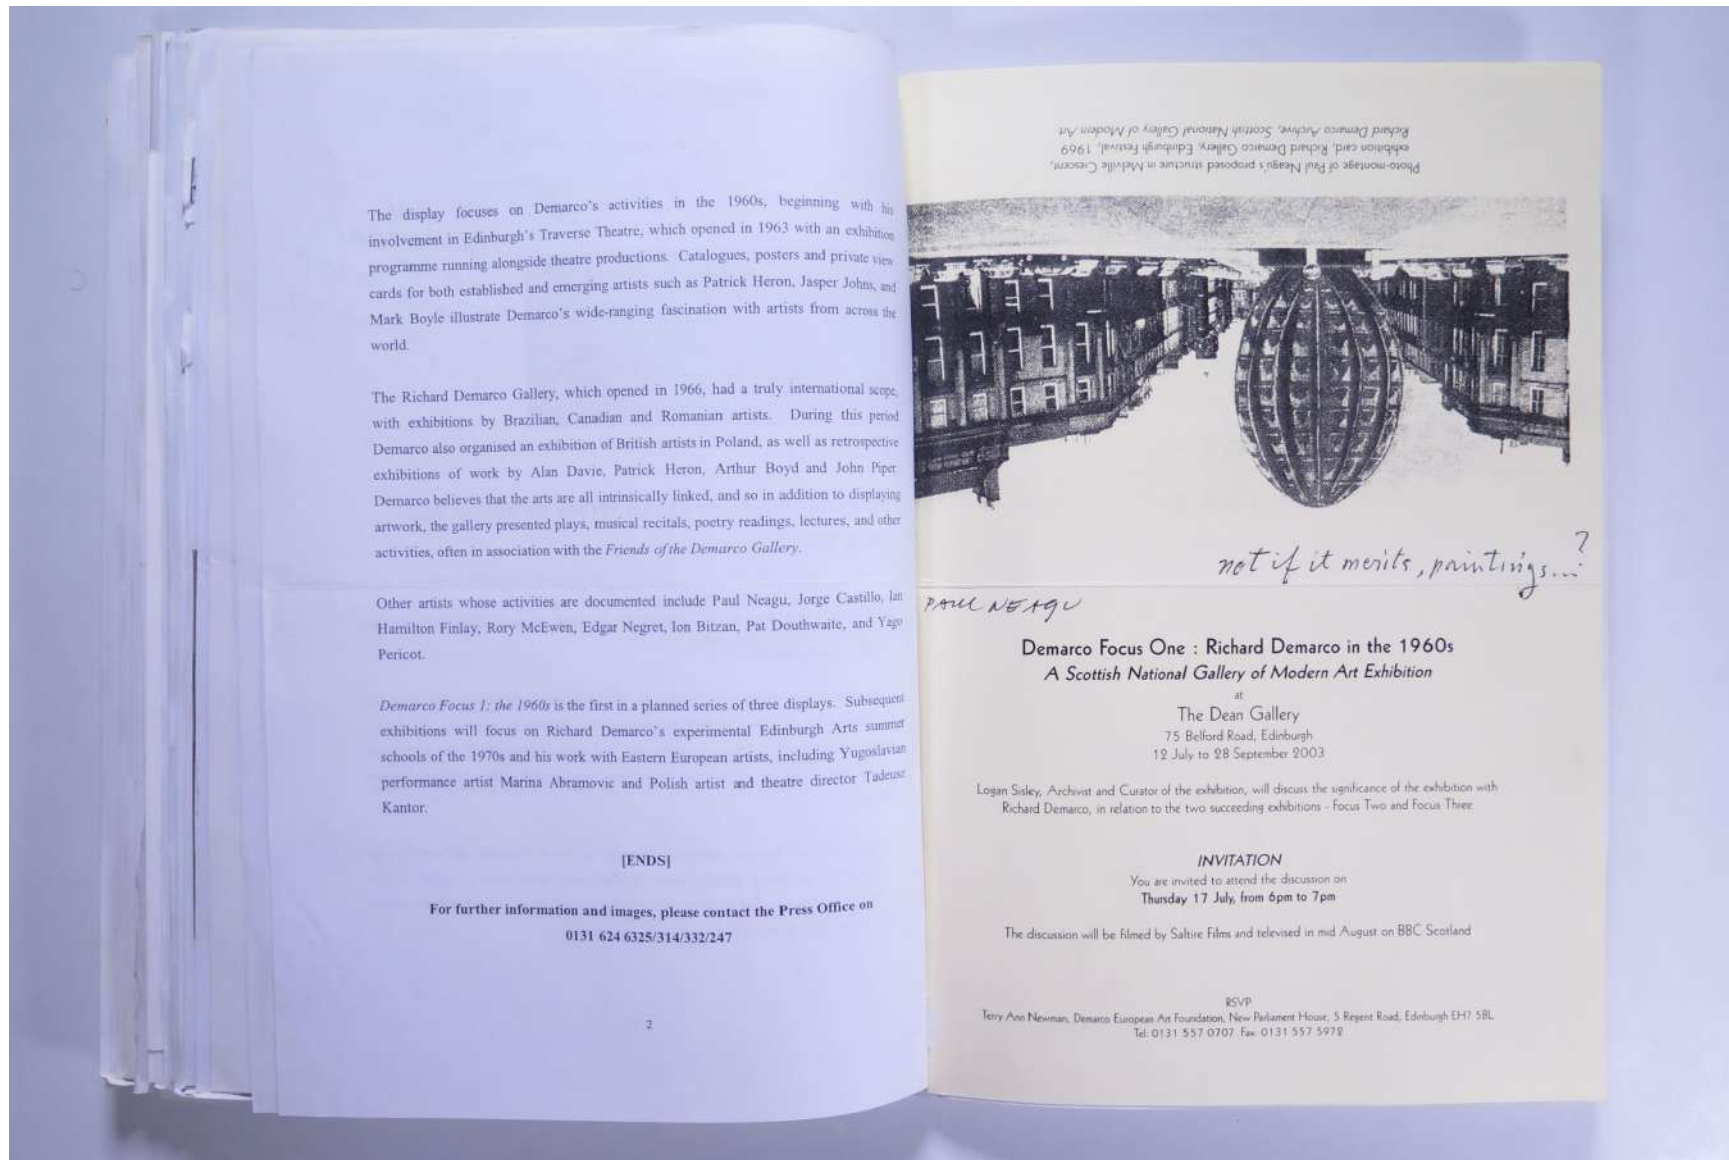 The display focuses on Demarco's activities in the 1960s, beginning with his
involvement in Edinburgh's Traverse Theatre, which opened in 1963 with an exhibition
programme running alongside theatre productions. Catalogues, posters and private view
cards for both established and emerging artists such as Patrick Heron, Jasper Johns, and
Mark Boyle illustrate Demarco's wide-ranging fascination with artists from across the
world.
The Richard Demarco Gallery, which opened in 1966, had a truly international scope,
with exhibitions by Brazilian, Canadian and Romanian artists. During this period
Demarco also organised an exhibition of British artists in Poland, as well as retrospective
exhibitions of work by Alan Davie, Patrick Heron, Arthur Boyd and John Piper
Demarco believes that the arts are all intrinsically linked, and so in addition to displaying
artwork, the gallery presented plays, musical recitals, poetry readings, lectures, and other
activities, often in association with the Friends of the Demarco Gallery.
Other artists whose activities are documented include Paul Neagu, Jorge Castillo, Ian
Hamilton Finlay, Rory McEwen, Edgar Negret, Ion Bitzan, Pat Douthwaite, and Yago
Pericot.
Demarco Focus 1: the 1960s is the first in a planned series of three displays. Subsequent
exhibitions will focus on Richard Demarco's experimental Edinburgh Arts summer
schools of the 1970s and his work with Eastern European artists, including Yugoslavian
performance artist Marina Abramovic and Polish artist and theatre director Tadeusz
Kantor.
[ENDS]
For further information and images, please contact the Press Office on
0131 624 6325/314/332/247
2
Photo-montage of Paul Neagu's proposed structure in Melville Crescent,
exhibition card, Richard Demarco Gallery, Edinburgh Festival, 1969
Richard Demarco Archive, Scottish National Gallery of Modern Art
not if it merits, paintings...?
PAUL NEAGU
Demarco Focus One : Richard Demarco in the 1960s
A Scottish National Gallery of Modern Art Exhibition
at
The Dean Gallery
75 Belford Road, Edinburgh
12 July to 28 September 2003
Logan Sisley, Archivist and Curator of the exhibition, will discuss the significance of the exhibition with
Richard Demarco, in relation to the two succeeding exhibitions - Focus Two and Focus Three
INVITATION
You are invited to attend the discussion on
Thursday 17 July, from 6pm to 7pm
The discussion will be filmed by Saltire Films and televised in mid August on BBC Scotland
RSVP
Terry Ann Newman, Demarco European Art Foundation, New Parliament House, 5 Regent Road, Edinburgh EH7 5BL
Tel: 0131 557 0707 Fax: 0131 557 5972